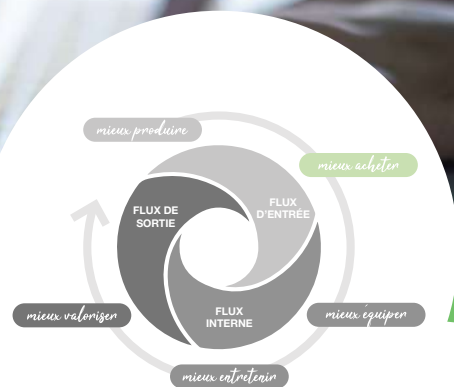 mieux produire
mieux acheter
FLUX DE
SORTIE
FLUX
D'ENTRÉE
mieux valoriser
FLUX
INTERNE
mieux équiper
mieux entretenir